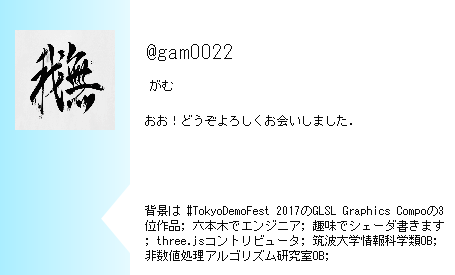 我無
@gam0022
がむ
おお！どうぞよろしくお会いしました．
背景は #TokyoDemoFest 2017のGLSL Graphics Compoの3
位作品; 六本木でエンジニア; 趣味でシェーダ書きます
; three.jsコントリビュータ; 筑波大学情報科学類OB;
非数値処理アルゴリズム研究室OB;